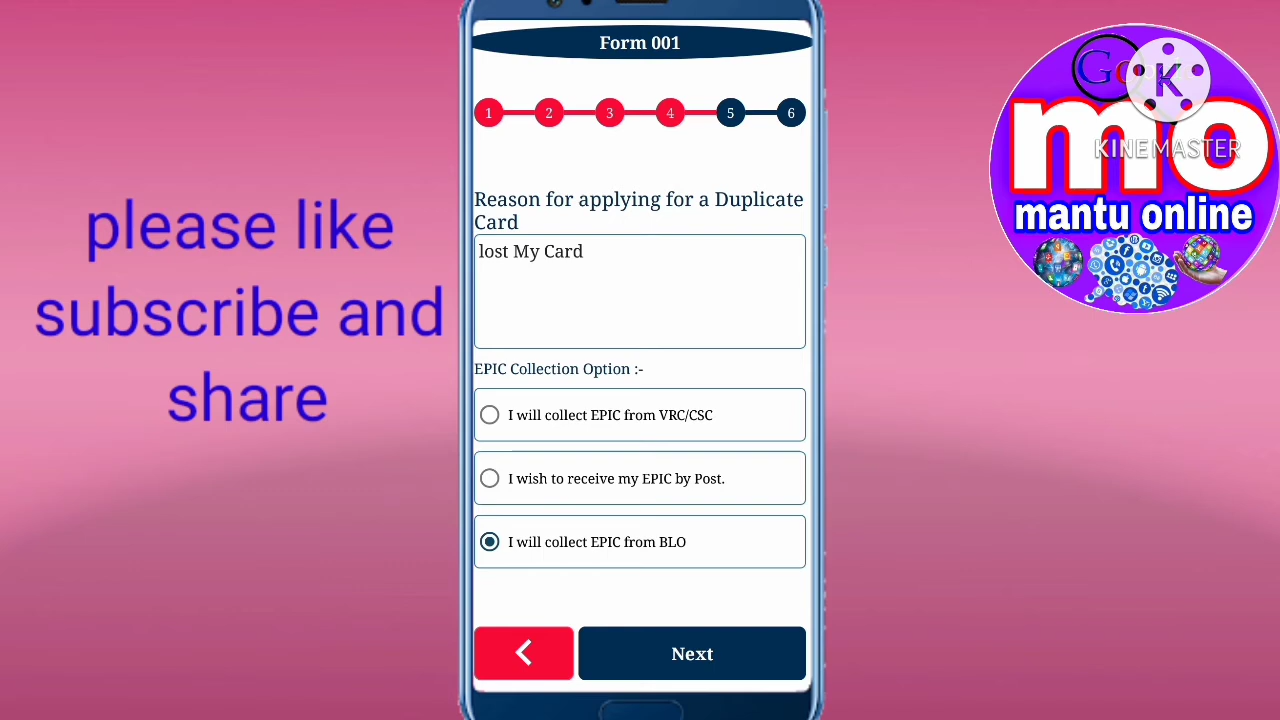 Form 001
1 2 3 4 5 6
Reason for applying for a Duplicate
Card
lost My Card
EPIC Collection Option :-
I will collect EPIC from VRC/CSC
I wish to receive my EPIC by Post.
I will collect EPIC from BLO
Next
please like
subscribe and
share
K
KINEMASTER
mo
mantu online